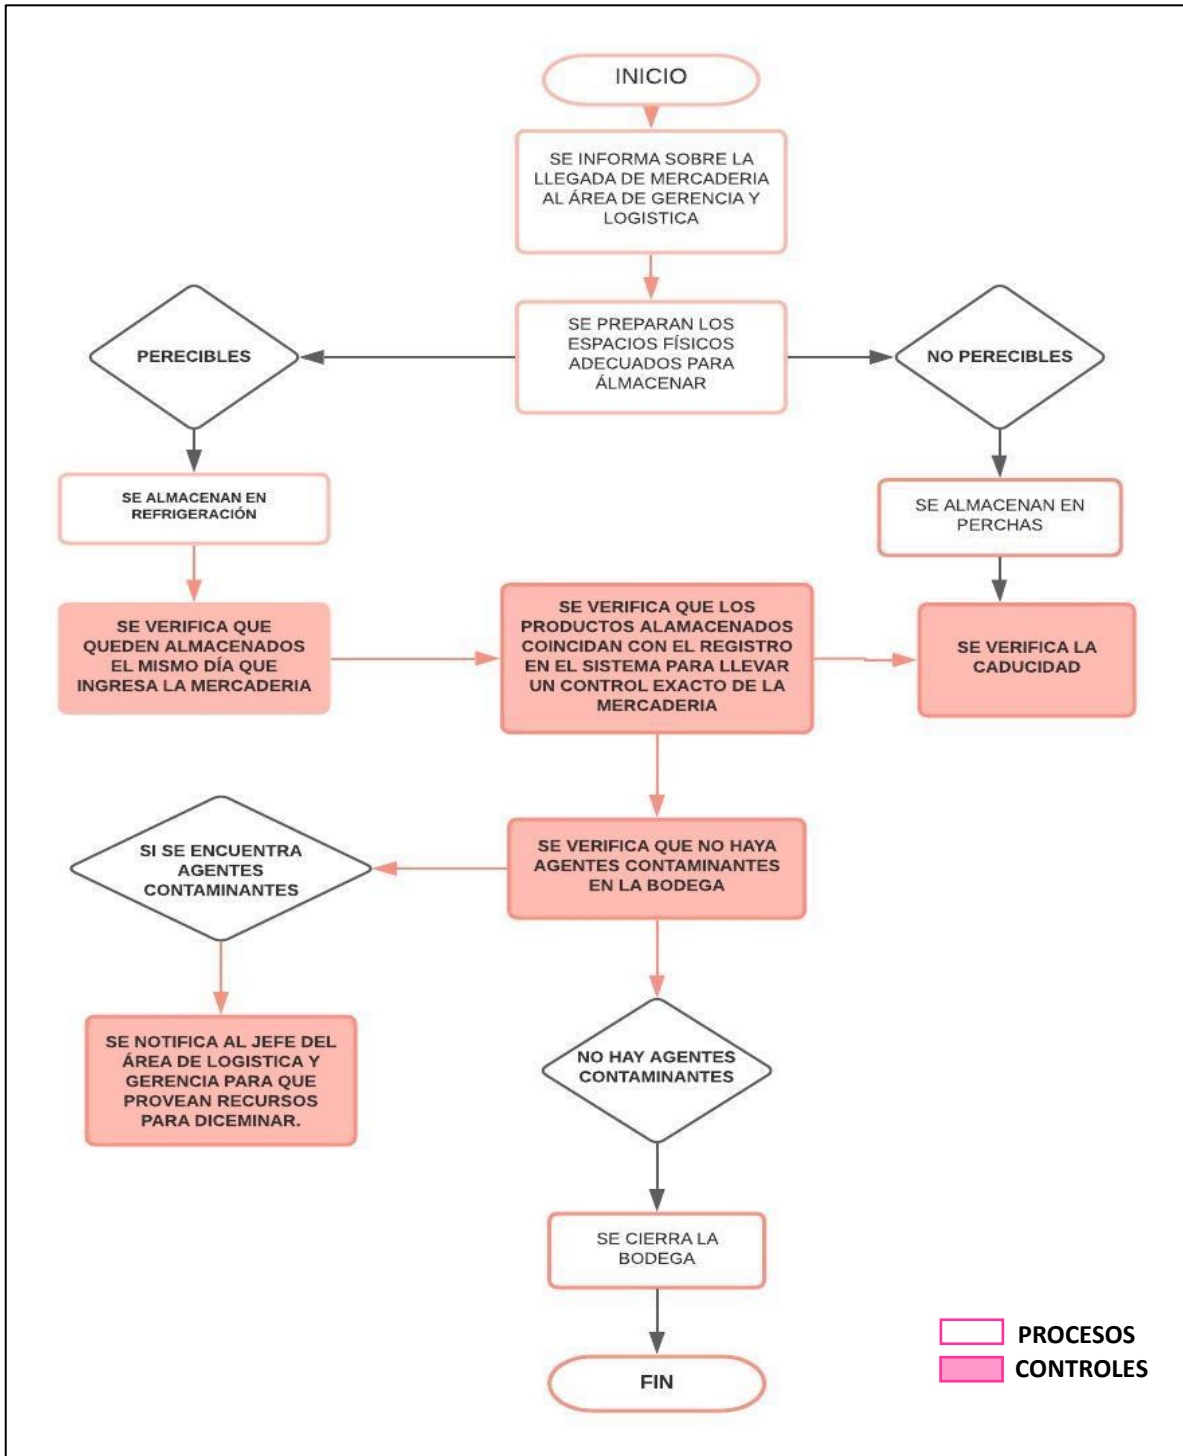 INICIO
SE INFORMA SOBRE LA
LLEGADA DE MERCADERIA
AL ÁREA DE GERENCIA Y
LOGISTICA
SE PREPARAN LOS
ESPACIOS FÍSICOS
ADECUADOS PARA
ÁLMACENAR
PERECIBLES
NO PERECIBLES
SE ALMACENAN EN
REFRIGERACIÓN
SE ALMACENAN EN
PERCHAS
SE VERIFICA QUE
QUEDEN ALMACENADOS
EL MISMO DÍA QUE
INGRESA LA MERCADERIA
SE VERIFICA QUE LOS
PRODUCTOS ALAMACENADOS
COINCIDAN CON EL REGISTRO
EN EL SISTEMA PARA LLEVAR
UN CONTROL EXACTO DE LA
MERCADERIA
SE VERIFICA LA
CADUCIDAD
SI SE ENCUENTRA
AGENTES
CONTAMINANTES
SE VERIFICA QUE NO HAYA
AGENTES CONTAMINANTES
EN LA BODEGA
SE NOTIFICA AL JEFE DEL
ÁREA DE LOGISTICA Y
GERENCIA PARA QUE
PROVEAN RECURSOS
PARA DICEMINAR.
NO HAY AGENTES
CONTAMINANTES
SE CIERRA LA
BODEGA
FIN
PROCESOS
CONTROLES